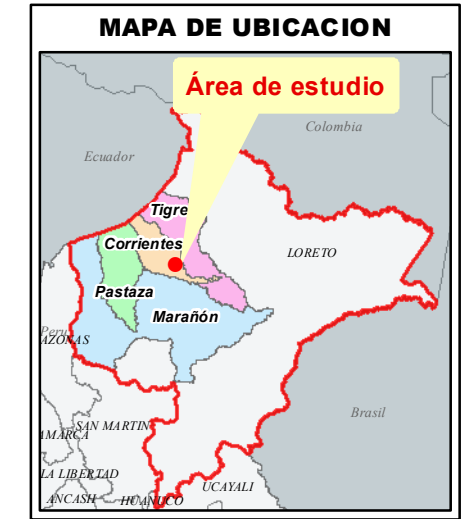 MAPA DE UBICACION
Área de estudio
Colombia
Ecuador
Tigre
Corrientes
LORETO
Pastaza
Marañón
Peru
AZONAS
Brasil
SAN MARTIN
AMARCA
LA LIBERTAD
UCAYALI
ANCASH
HUANUCO